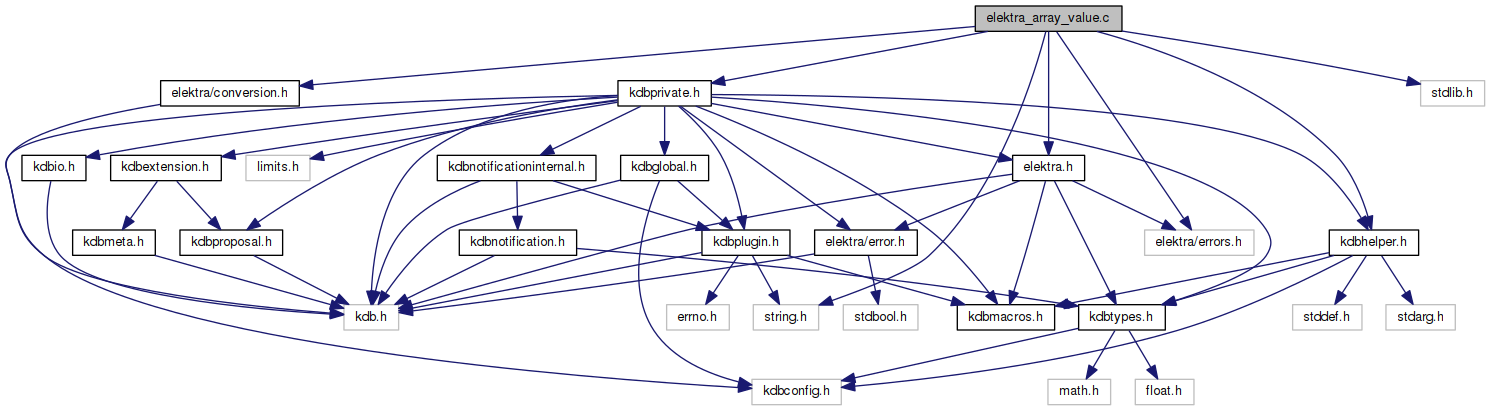 elektra_array_value.c
elektra/conversion.h
kdbprivate.h
stdlib.h
kdbio.h
kdbextension.h
limits.h
kdbnotificationinternal.h
kdbglobal.h
elektra.h
kdbmeta.h
kdbproposal.h
kdbnotification.h
kdbplugin.h
elektra/error.h
elektra/errors.h
kdbhelper.h
kdb.h
errno.h
string.h
stdbool.h
kdbmacros.h
kdbtypes.h
stddef.h
stdarg.h
kdbconfig.h
math.h
float.h